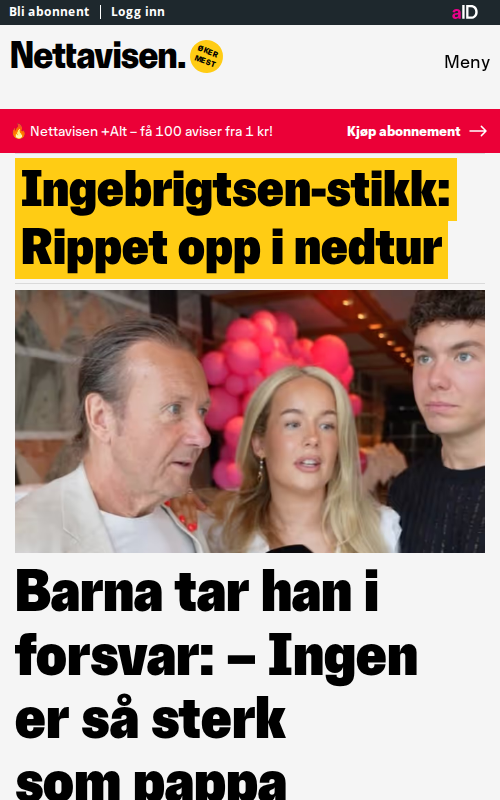 Bli abonnent | Logg inn
aID
Nettavisen.
ØKER
MEST
Meny
Nettavisen +Alt – få 100 aviser fra 1 kr!
Kjøp abonnement
Ingebrigtsen-stikk:
Rippet opp i nedtur
Barna tar han i
forsvar: – Ingen
er så sterk
som pappa